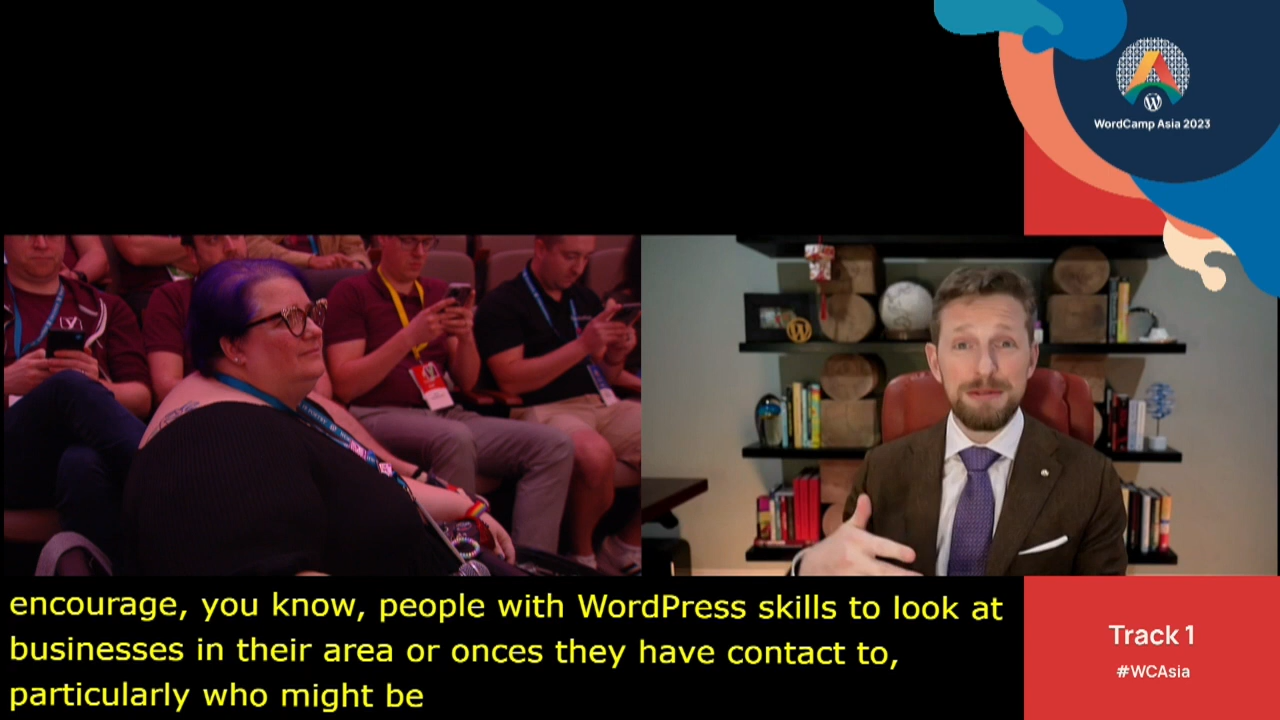 WordCamp Asia 2023
encourage, you know, people with WordPress skills to look at
businesses in their area or onces they have contact to,
particularly who might be
Track 1
#WCAsia